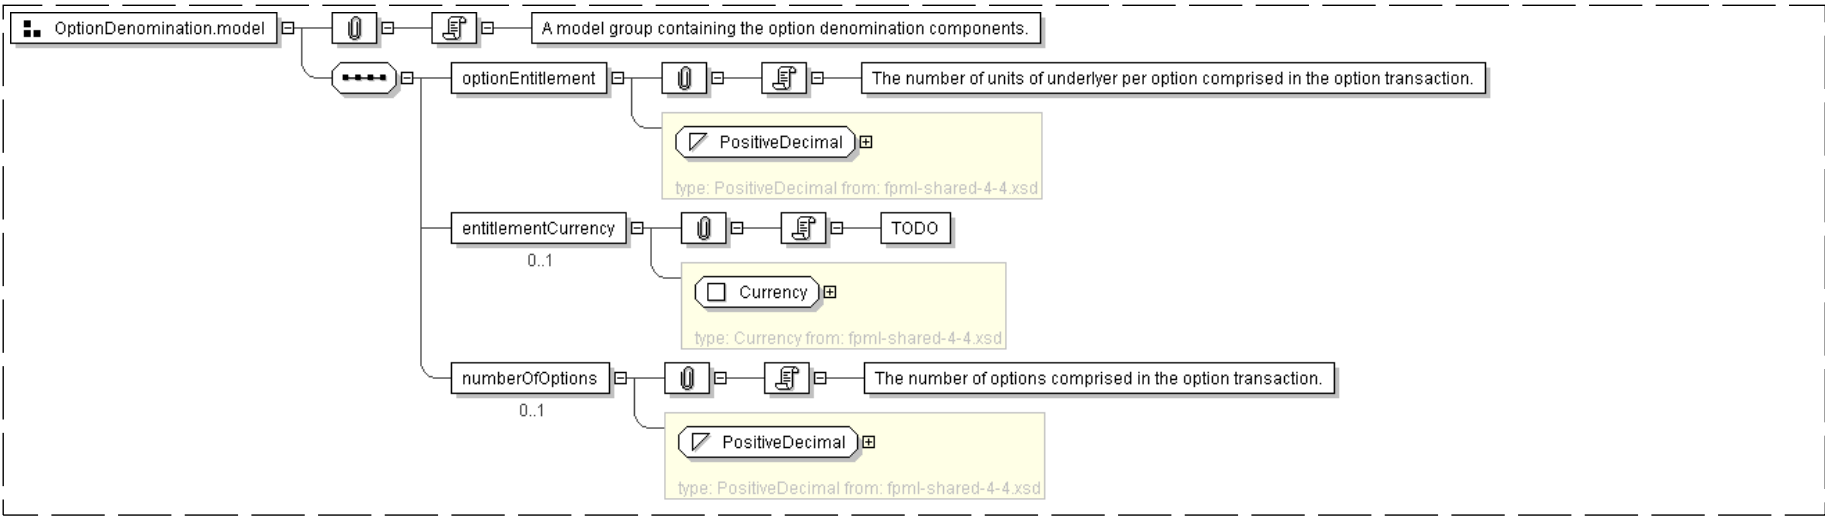 OptionDenomination.model
A model group containing the option denomination components.
optionEntitlement
The number of units of underlyer per option comprised in the option transaction.
PositiveDecimal
type: PositiveDecimal from: fpml-shared-4-4.xsd
entitlementCurrency
TODO
0..1
Currency
type: Currency from: fpml-shared-4-4.xsd
numberOfOptions
The number of options comprised in the option transaction.
0..1
PositiveDecimal
type: PositiveDecimal from: fpml-shared-4-4.xsd